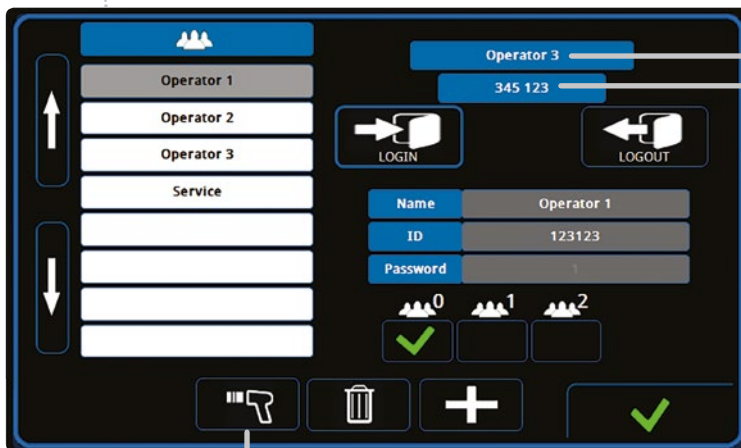 Operator 1
Operator 2
Operator 3
Service
Operator 3
345 123
LOGIN
LOGOUT
Name Operator 1
ID 123123
Password 1
0 1 2